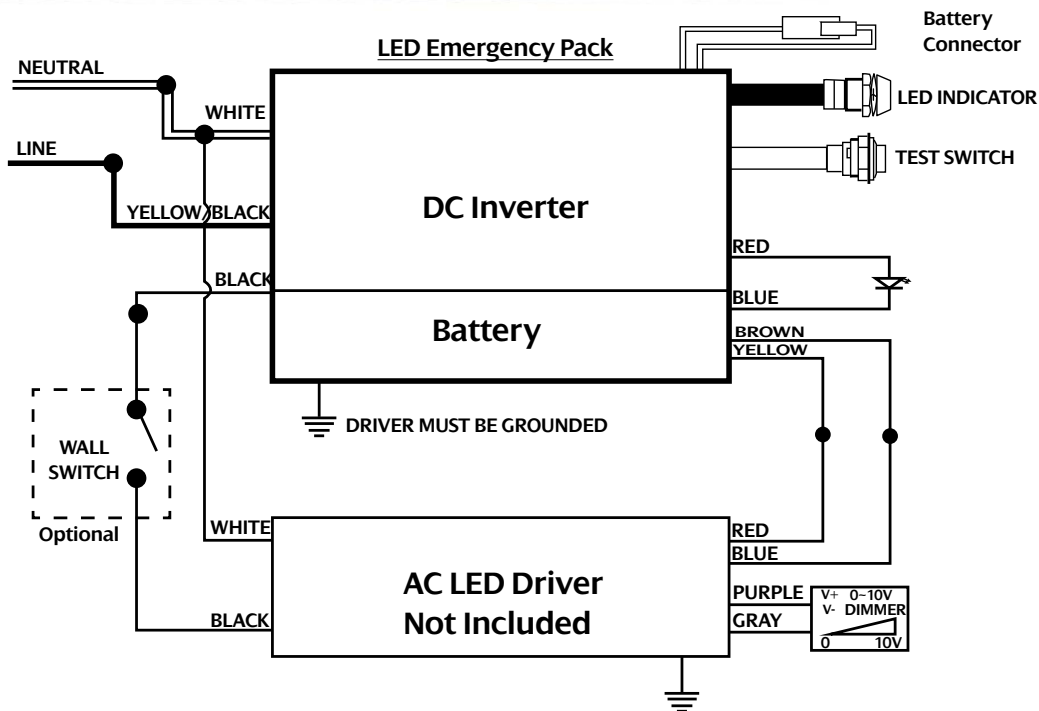 LED Emergency Pack
Battery
Connector
NEUTRAL
WHITE
LED INDICATOR
LINE
TEST SWITCH
YELLOW/BLACK
DC Inverter
RED
BLACK
BLUE
Battery
BROWN
YELLOW
DRIVER MUST BE GROUNDED
WALL
SWITCH
Optional
WHITE
RED
BLUE
AC LED Driver
Not Included
PURPLE
GRAY
BLACK
V+ 0~10V
V- DIMMER
0 10V